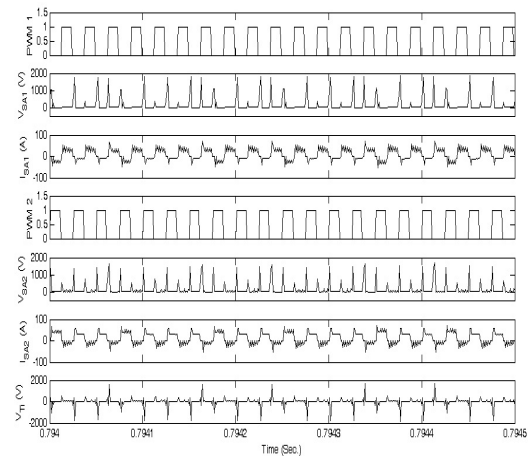 PWM 1
1.5
1
0.5
0
V_SA1 (V)
2000
1000
0
I_SA1 (A)
100
0
-100
PWM 2
1.5
1
0.5
0
V_SA2 (V)
2000
1000
0
I_SA2 (A)
100
0
-100
V_Ti (V)
2000
0
-2000
0.794 0.7941 0.7942 0.7943 0.7944 0.7945
Time (Sec.)